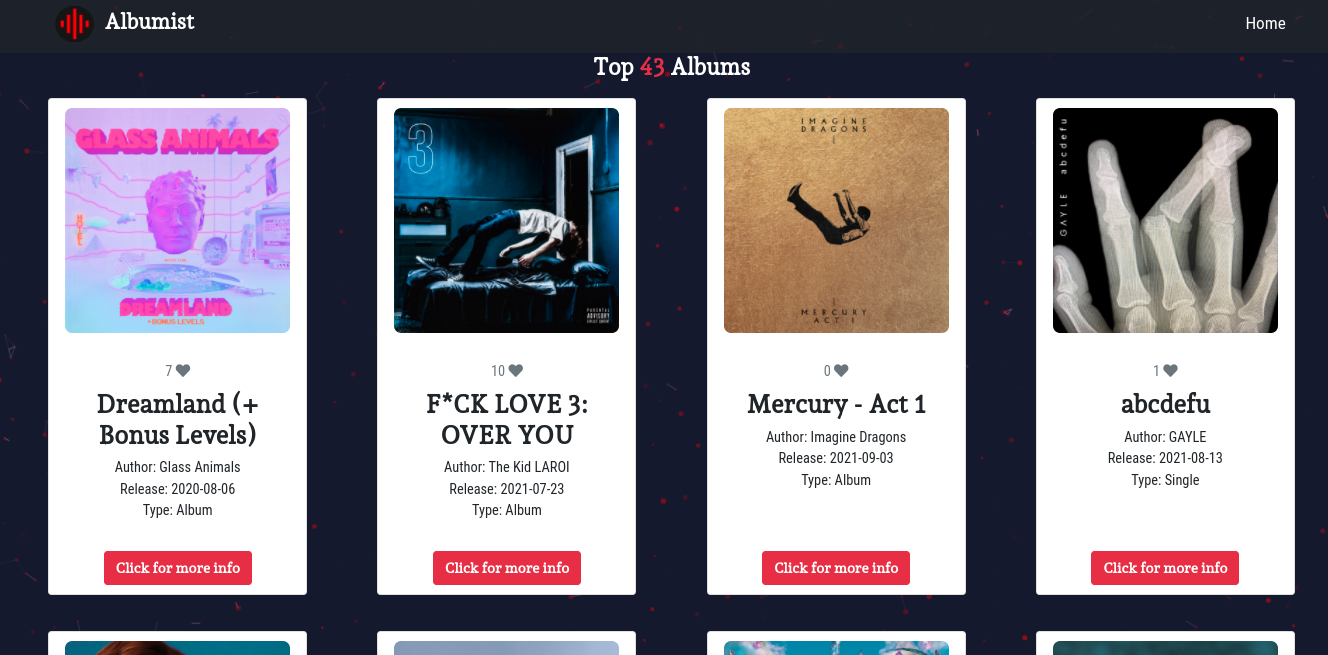 Albumist
Home
Top 43 Albums
GLASS ANIMALS
HOTEL
DREAMLAND
+ BONUS LEVELS
7
Dreamland (+
Bonus Levels)
Author: Glass Animals
Release: 2020-08-06
Type: Album
Click for more info
3
PARENTAL
ADVISORY
EXPLICIT CONTENT
10
F*CK LOVE 3:
OVER YOU
Author: The Kid LAROI
Release: 2021-07-23
Type: Album
Click for more info
IMAGINE
DRAGONS
MERCURY
ACT I
0
Mercury - Act 1
Author: Imagine Dragons
Release: 2021-09-03
Type: Album
Click for more info
GAYLE abcdefu
1
abcdefu
Author: GAYLE
Release: 2021-08-13
Type: Single
Click for more info